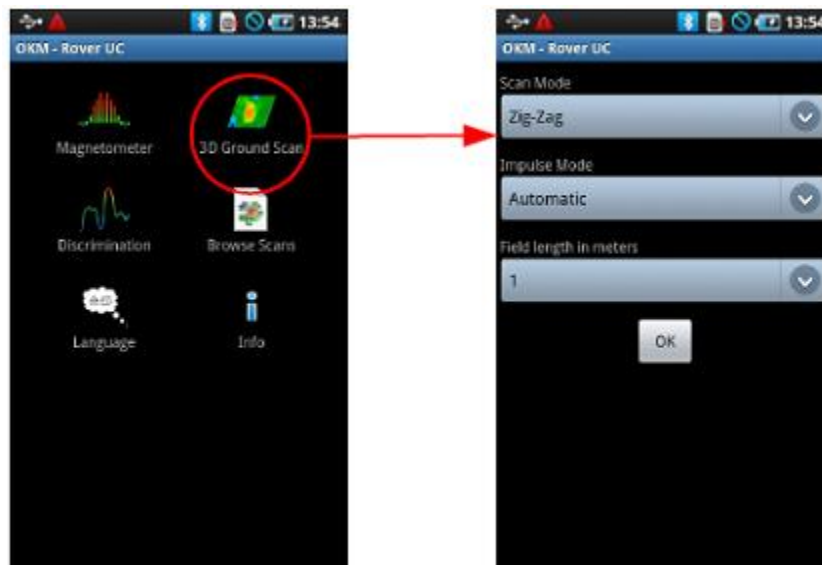 13:54
OKM - Rover UC
Magnetometer
3D Ground Scan
Discrimination
Browse Scans
Language
Info
13:54
OKM - Rover UC
Scan Mode
Zig-Zag
Impulse Mode
Automatic
Field length in meters
1
OK